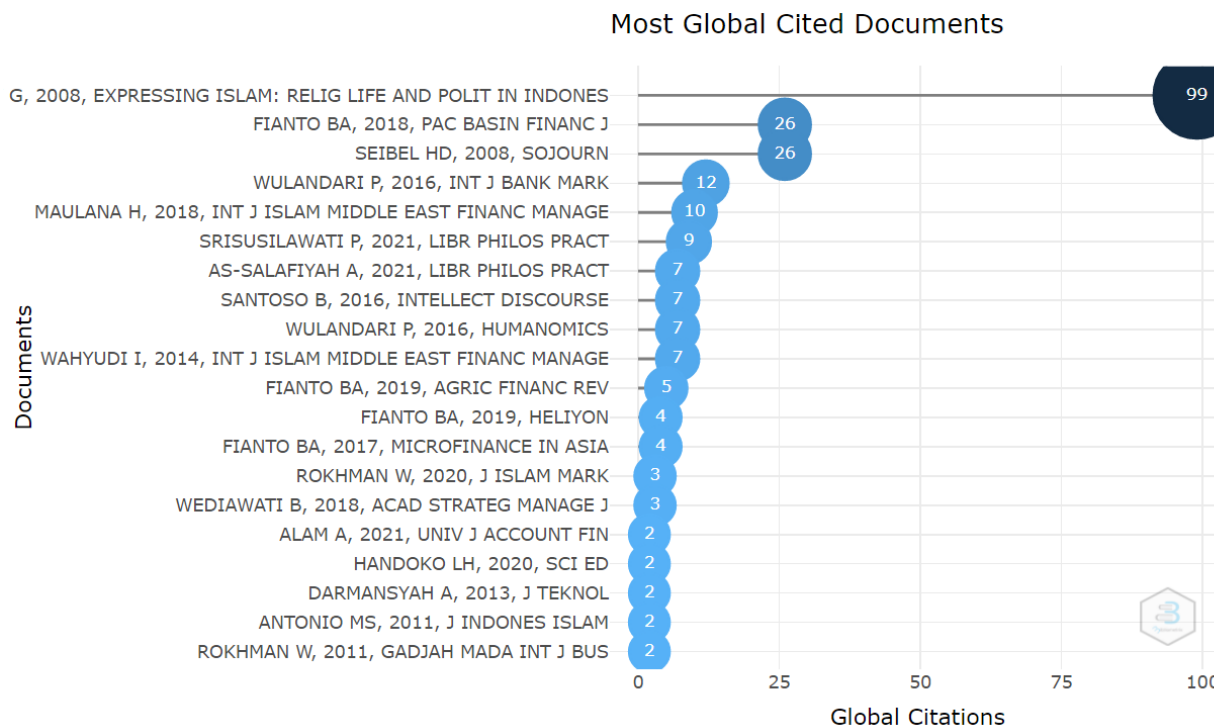 Most Global Cited Documents
G, 2008, EXPRESSING ISLAM: RELIG LIFE AND POLIT IN INDONES
99
FIANTO BA, 2018, PAC BASIN FINANC J
26
SEIBEL HD, 2008, SOJOURN
26
WULANDARI P, 2016, INT J BANK MARK
12
MAULANA H, 2018, INT J ISLAM MIDDLE EAST FINANC MANAGE
10
SRISUSILAWATI P, 2021, LIBR PHILOS PRACT
9
AS-SALAFIYAH A, 2021, LIBR PHILOS PRACT
7
SANTOSO B, 2016, INTELLECT DISCOURSE
7
WULANDARI P, 2016, HUMANOMICS
7
WAHYUDI I, 2014, INT J ISLAM MIDDLE EAST FINANC MANAGE
7
FIANTO BA, 2019, AGRIC FINANC REV
5
FIANTO BA, 2019, HELIYON
4
FIANTO BA, 2017, MICROFINANCE IN ASIA
4
ROKHMAN W, 2020, J ISLAM MARK
3
WEDIAWATI B, 2018, ACAD STRATEG MANAGE J
3
ALAM A, 2021, UNIV J ACCOUNT FIN
2
HANDOKO LH, 2020, SCI ED
2
DARMANSYAH A, 2013, J TEKNOL
2
ANTONIO MS, 2011, J INDONES ISLAM
2
ROKHMAN W, 2011, GADJAH MADA INT J BUS
2
Documents
0 25 50 75 100
Global Citations